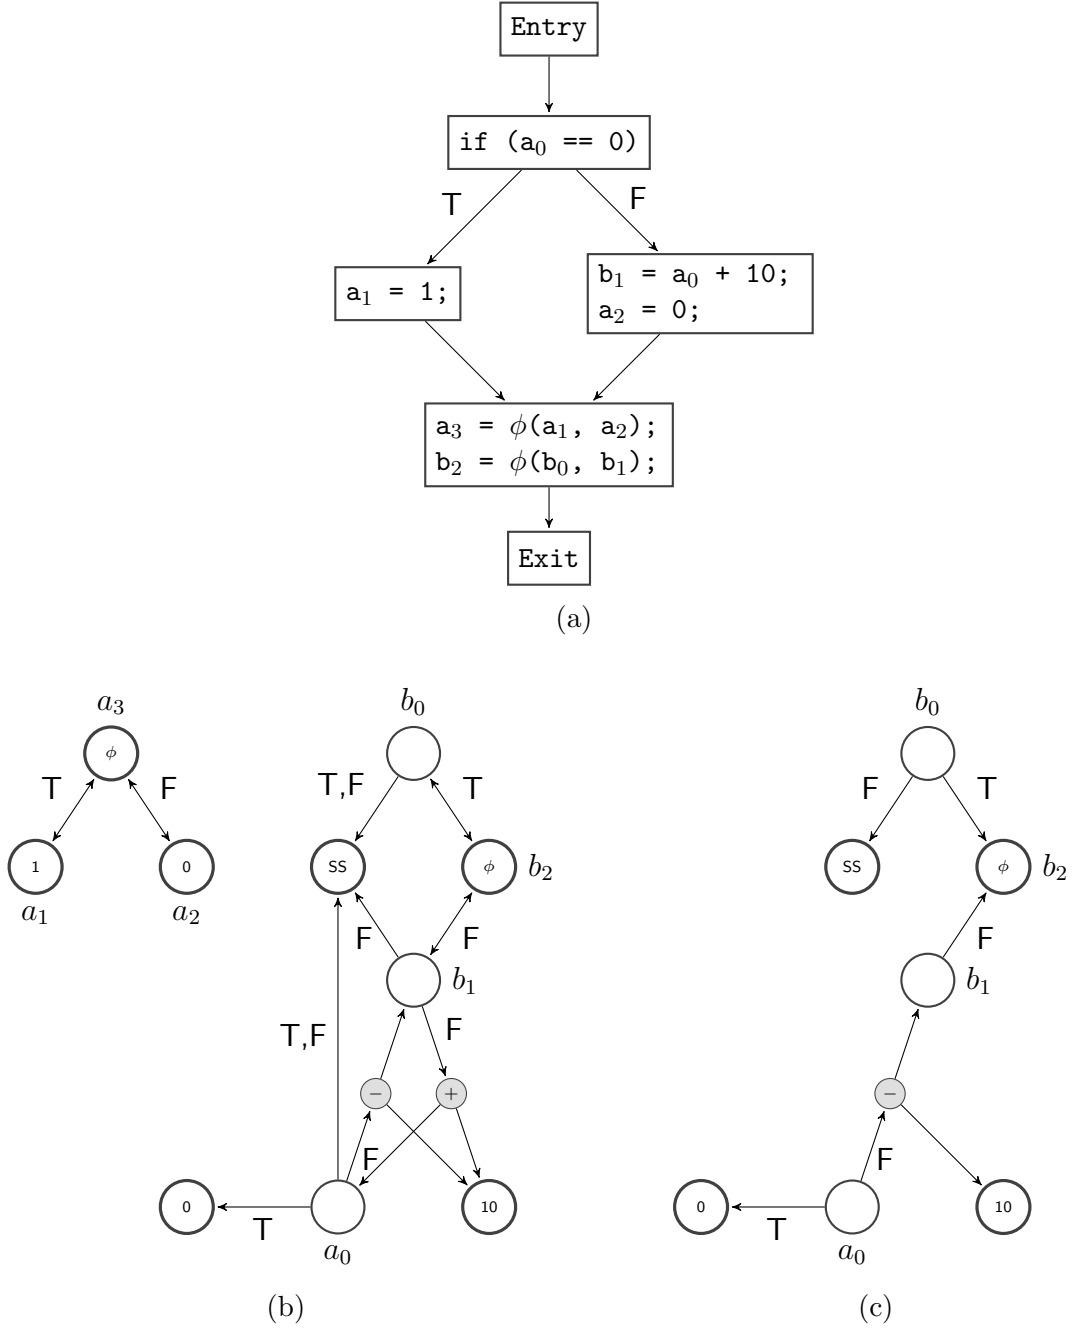 Entry
if (a₀ == 0)
T
F
a₁ = 1;
b₁ = a₀ + 10;
a₂ = 0;
a₃ = ϕ(a₁, a₂);
b₂ = ϕ(b₀, b₁);
Exit
(a)
a₃
ϕ
T
F
1
0
a₁
a₂
b₀
T,F
T
SS
ϕ
b₂
F
F
b₁
T,F
F
−
+
F
0
10
T
a₀
(b)
b₀
F
T
SS
ϕ
b₂
F
b₁
−
F
0
10
T
a₀
(c)